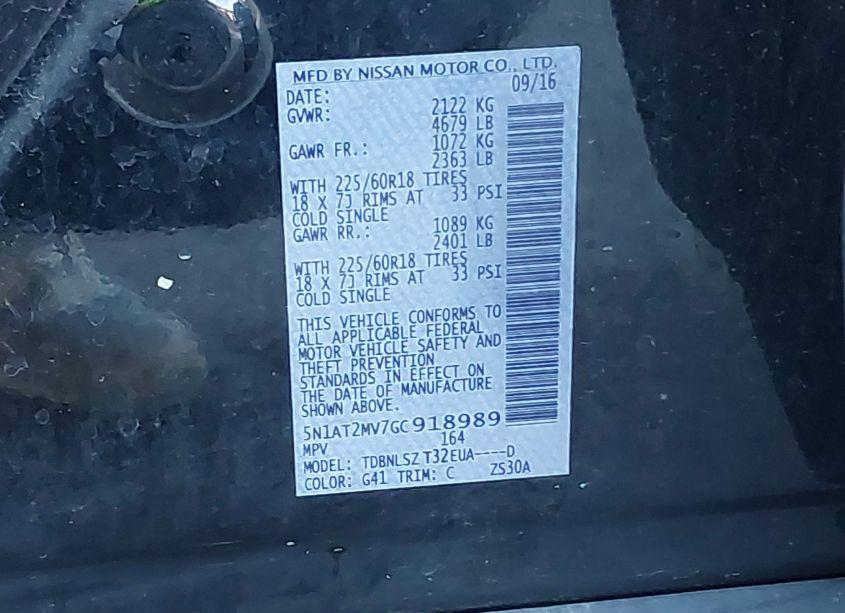 MFD BY NISSAN MOTOR CO., LTD.
DATE: 09/16
GVWR: 2122 KG
4679 LB
GAWR FR.: 1072 KG
2363 LB
WITH 225/60R18 TIRES
18 X 7J RIMS AT 33 PSI
COLD SINGLE
GAWR RR.: 1089 KG
2401 LB
WITH 225/60R18 TIRES
18 X 7J RIMS AT 33 PSI
COLD SINGLE
THIS VEHICLE CONFORMS TO
ALL APPLICABLE FEDERAL
MOTOR VEHICLE SAFETY AND
THEFT PREVENTION
STANDARDS IN EFFECT ON
THE DATE OF MANUFACTURE
SHOWN ABOVE.
5N1AT2MV7GC918989
MPV 164
MODEL: TDBNLSZ T32EUA----D
COLOR: G41 TRIM: C ZS30A